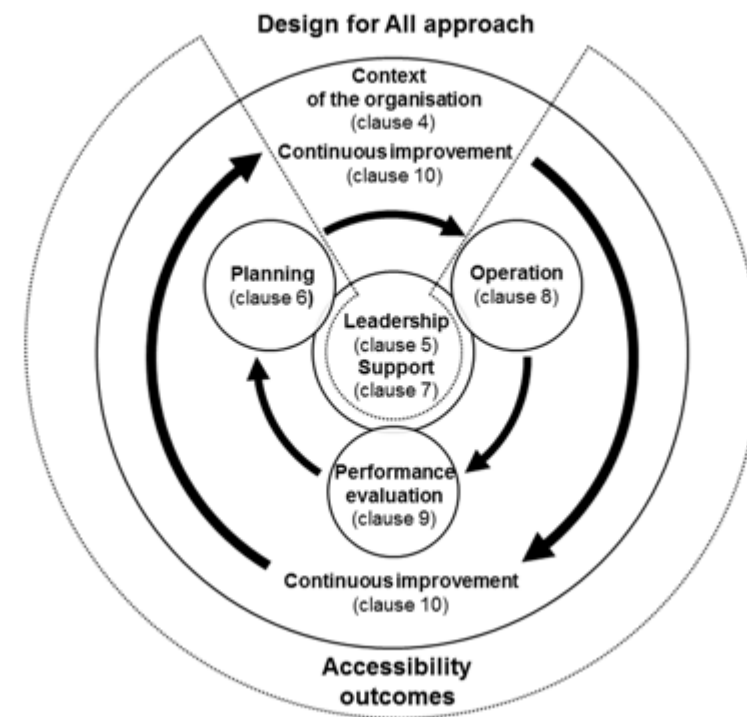 Design for All approach
Context
of the organisation
(clause 4)
Continuous improvement
(clause 10)
Planning
(clause 6)
Operation
(clause 8)
Leadership
(clause 5)
Support
(clause 7)
Performance
evaluation
(clause 9)
Continuous improvement
(clause 10)
Accessibility
outcomes